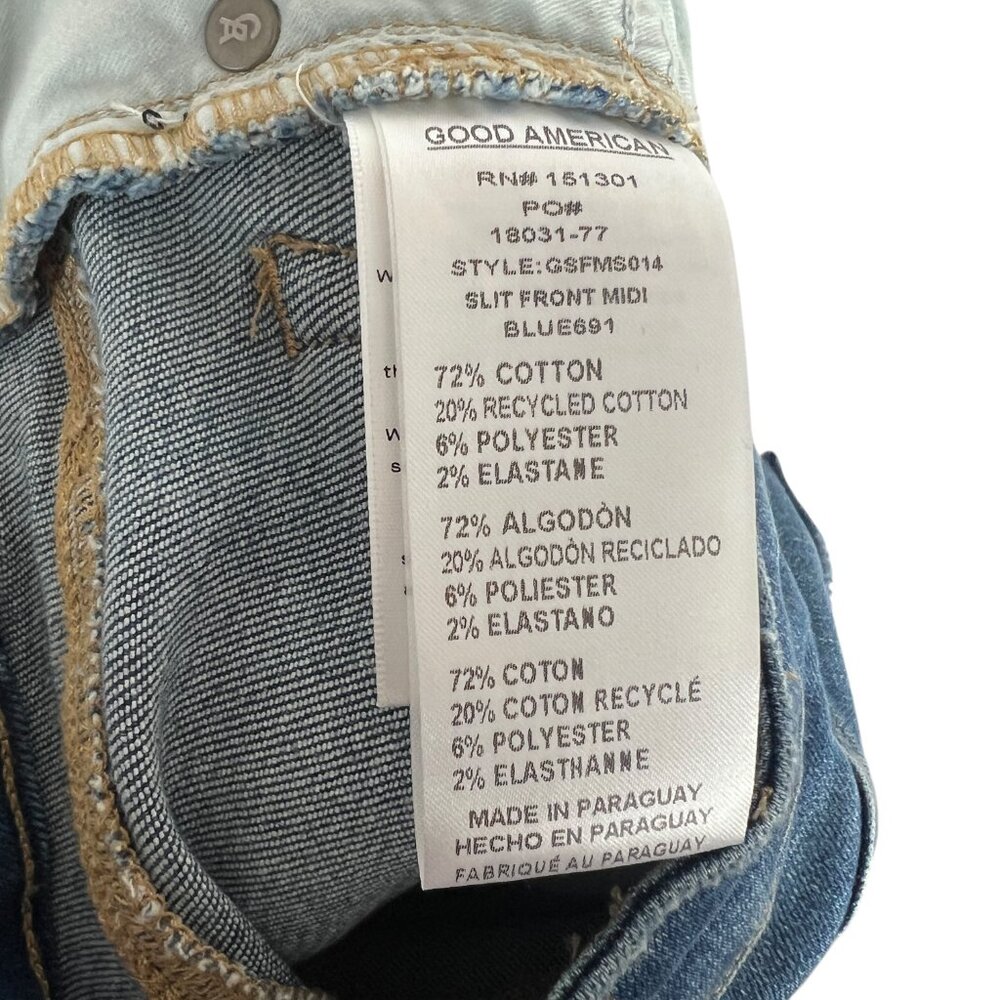 GOOD AMERICAN
RN# 151301
PO#
18031-77
STYLE: GSFMS014
SLIT FRONT MIDI
BLUE691
72% COTTON
20% RECYCLED COTTON
6% POLYESTER
2% ELASTANE
72% ALGODÒN
20% ALGODÒN RECICLADO
6% POLIESTER
2% ELASTANO
72% COTON
20% COTON RECYCLÉ
6% POLYESTER
2% ELASTHANNE
MADE IN PARAGUAY
HECHO EN PARAGUAY
FABRIQUÉ AU PARAGUAY